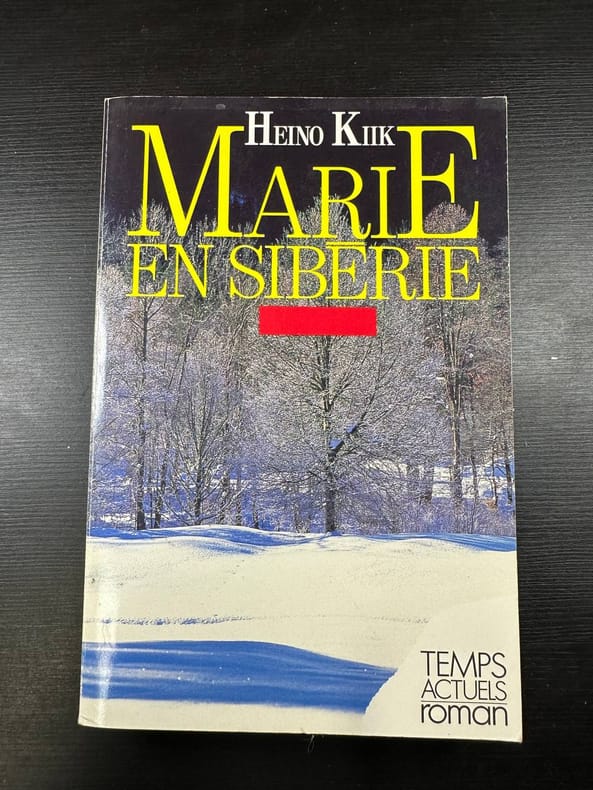 HEINO KIIK
MARIE
EN SIBÉRIE
TEMPS
ACTUELS
roman